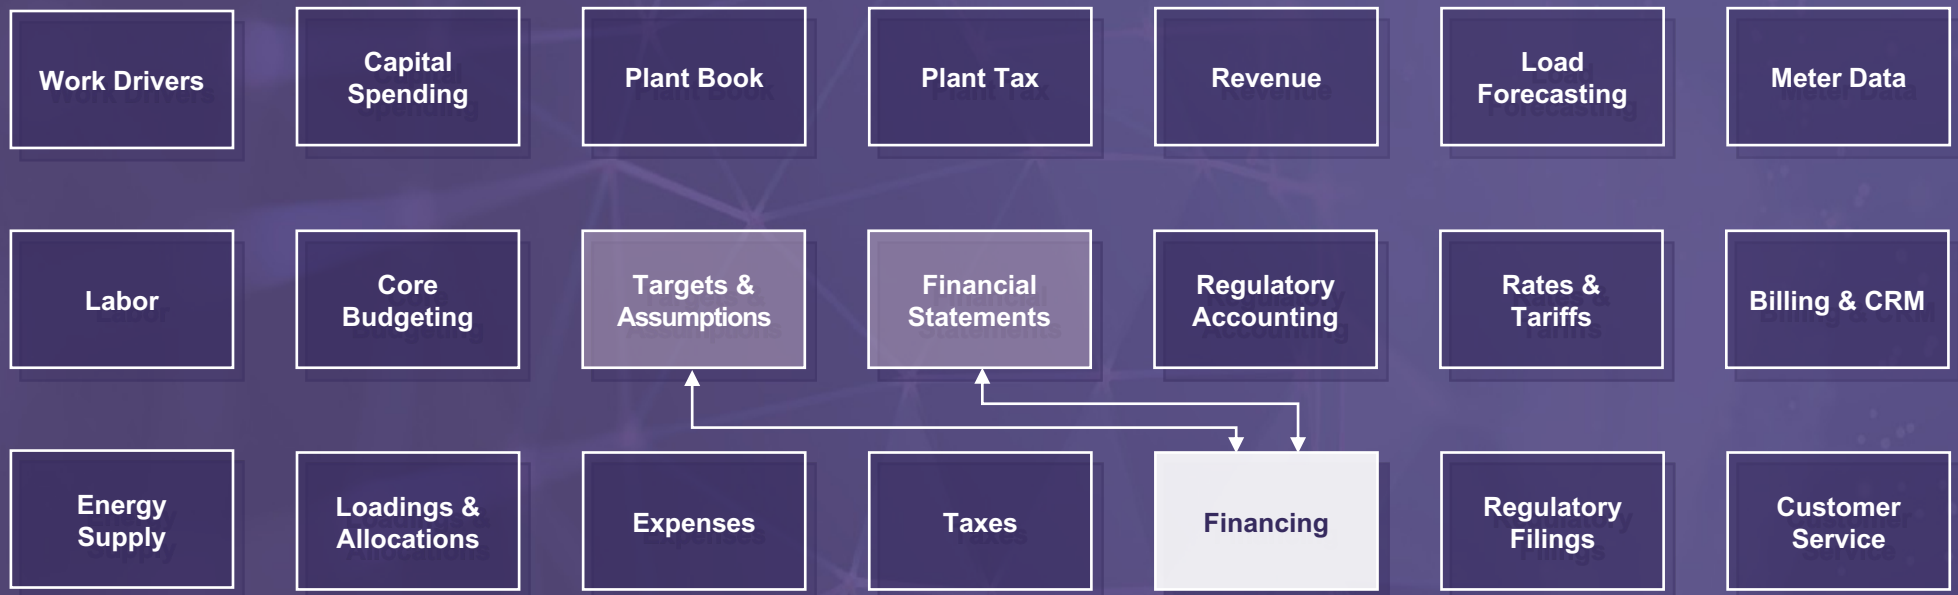 Work Drivers
Capital
Spending
Plant Book
Plant Tax
Revenue
Load
Forecasting
Meter Data
Labor
Core
Budgeting
Targets &
Assumptions
Financial
Statements
Regulatory
Accounting
Rates &
Tariffs
Billing & CRM
Energy
Supply
Loadings &
Allocations
Expenses
Taxes
Financing
Regulatory
Filings
Customer
Service